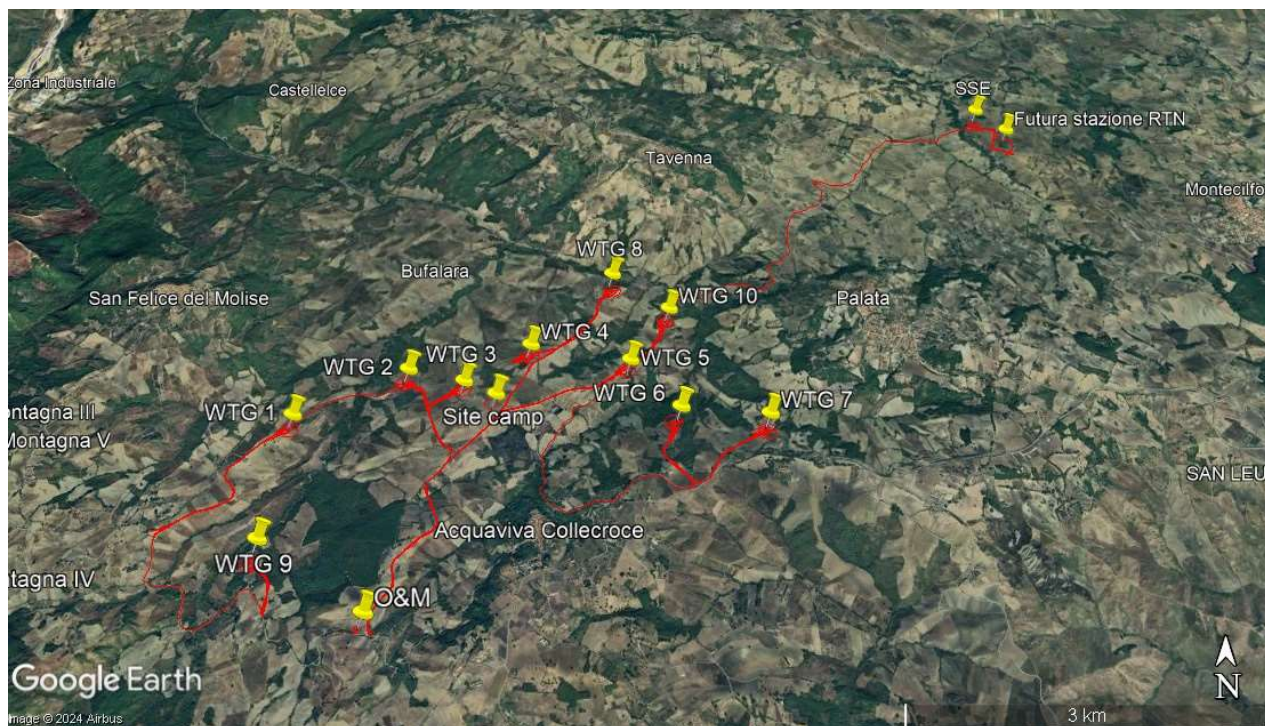 SSE
Zona Industriale
Castellelce
Futura stazione RTN
Tavenna
Montecilfo
WTG 8
Bufalara
San Felice del Molise
WTG 10
Palata
WTG 4
WTG 3
WTG 2
WTG 5
WTG 6
WTG 7
WTG 1
Site camp
ontagna III
Montagna V
SAN LEU
Acquaviva Collecroce
WTG 9
ntagna IV
O&M
Google Earth
N
Image © 2024 Airbus
3 km